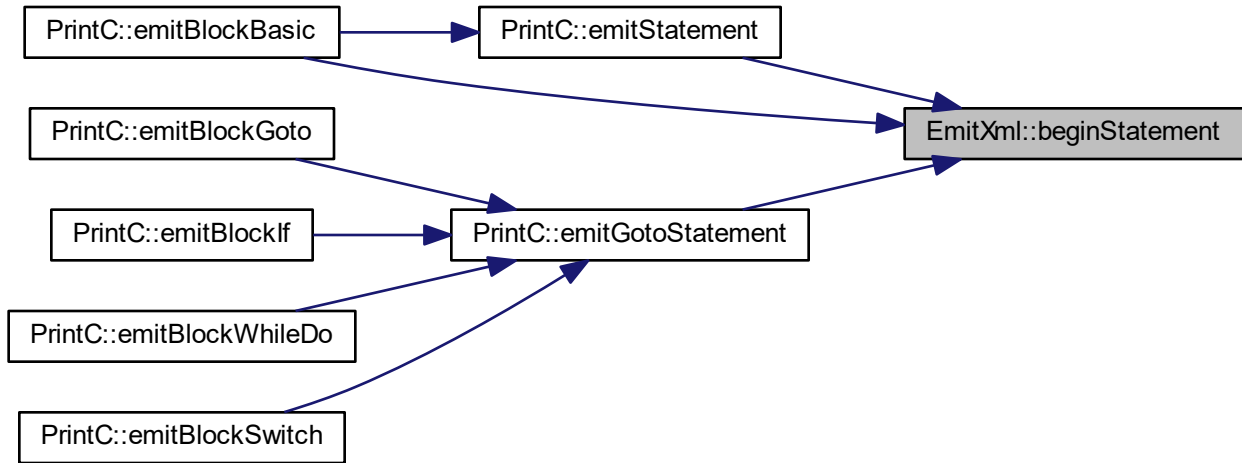 PrintC::emitBlockBasic
PrintC::emitStatement
EmitXml::beginStatement
PrintC::emitBlockGoto
PrintC::emitBlockIf
PrintC::emitGotoStatement
PrintC::emitBlockWhileDo
PrintC::emitBlockSwitch